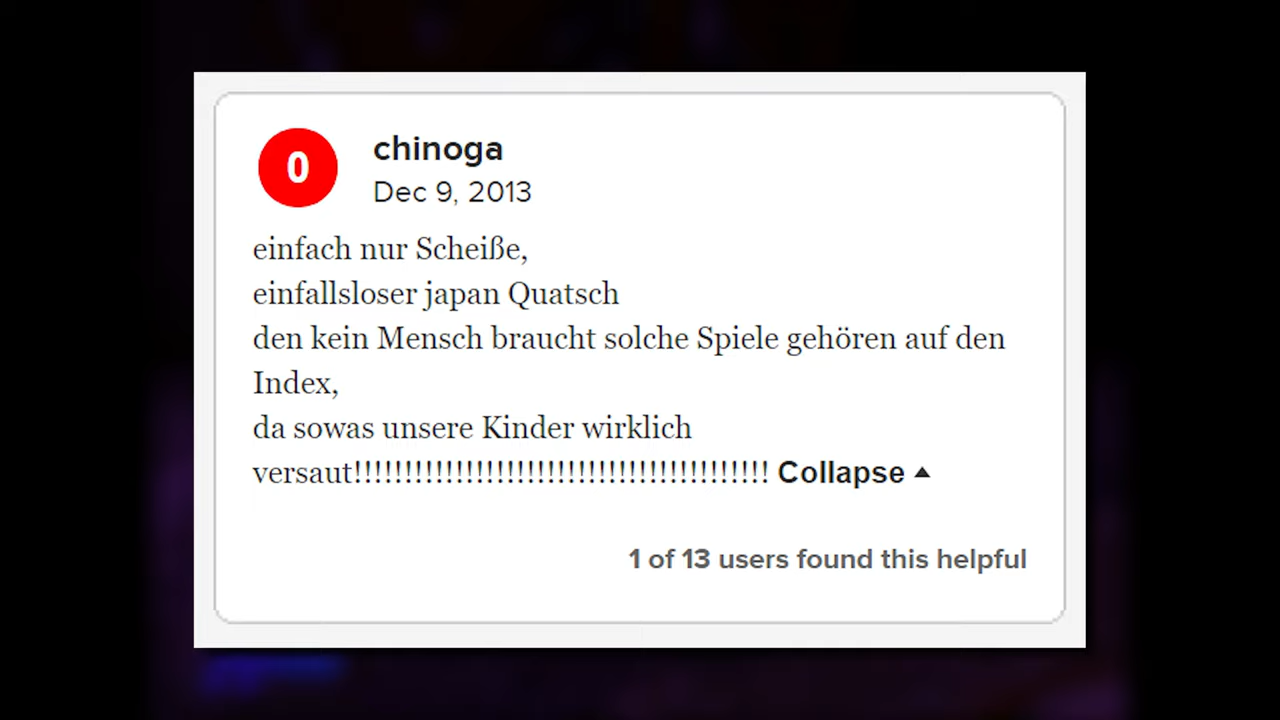 0
chinoga
Dec 9, 2013
einfach nur Scheiße,
einfallsloser japan Quatsch
den kein Mensch braucht solche Spiele gehören auf den
Index,
da sowas unsere Kinder wirklich
versaut!!!!!!!!!!!!!!!!!!!!!!!!!!!!!!!!!!!!!!!!! Collapse ▲
1 of 13 users found this helpful